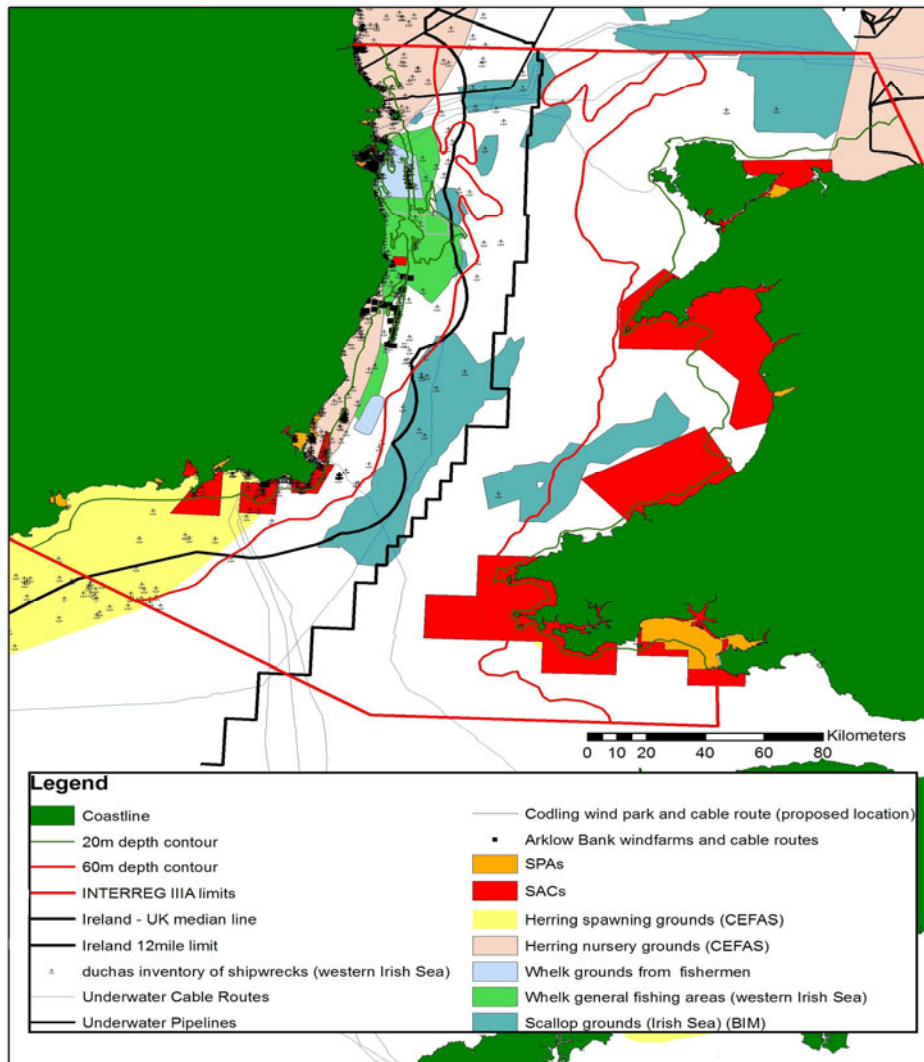 Kilometers
0 5 10 20 40 60 80
Legend
Coastline
20m depth contour
60m depth contour
INTERREG IIIA limits
Ireland - UK median line
Ireland 12mile limit
duchas inventory of shipwrecks (western Irish Sea)
Underwater Cable Routes
Underwater Pipelines
Codling wind park and cable route (proposed location)
Arklow Bank windfarms and cable routes
SPAs
SACs
Herring spawning grounds (CEFAS)
Herring nursery grounds (CEFAS)
Whelk grounds from fishermen
Whelk general fishing areas (western Irish Sea)
Scallop grounds (Irish Sea) (BIM)